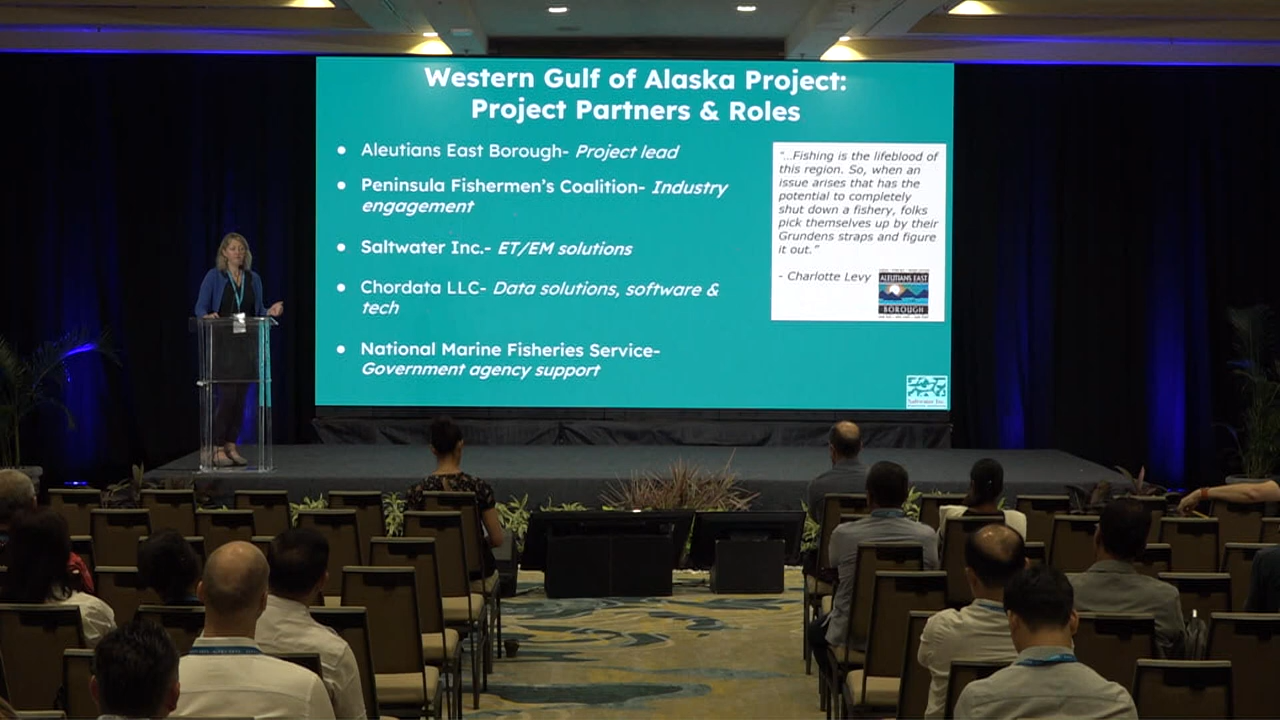 Western Gulf of Alaska Project:
Project Partners & Roles
• Aleutians East Borough- Project lead
• Peninsula Fishermen's Coalition- Industry
engagement
• Saltwater Inc.- ET/EM solutions
• Chordata LLC- Data solutions, software &
tech
• National Marine Fisheries Service-
Government agency support
"...Fishing is the lifeblood of
this region. So, when an
issue arises that has the
potential to completely
shut down a fishery, folks
pick themselves up by their
Grundens straps and figure
it out."
- Charlotte Levy
ALEUTIANS EAST
BOROUGH
Saltwater Inc.